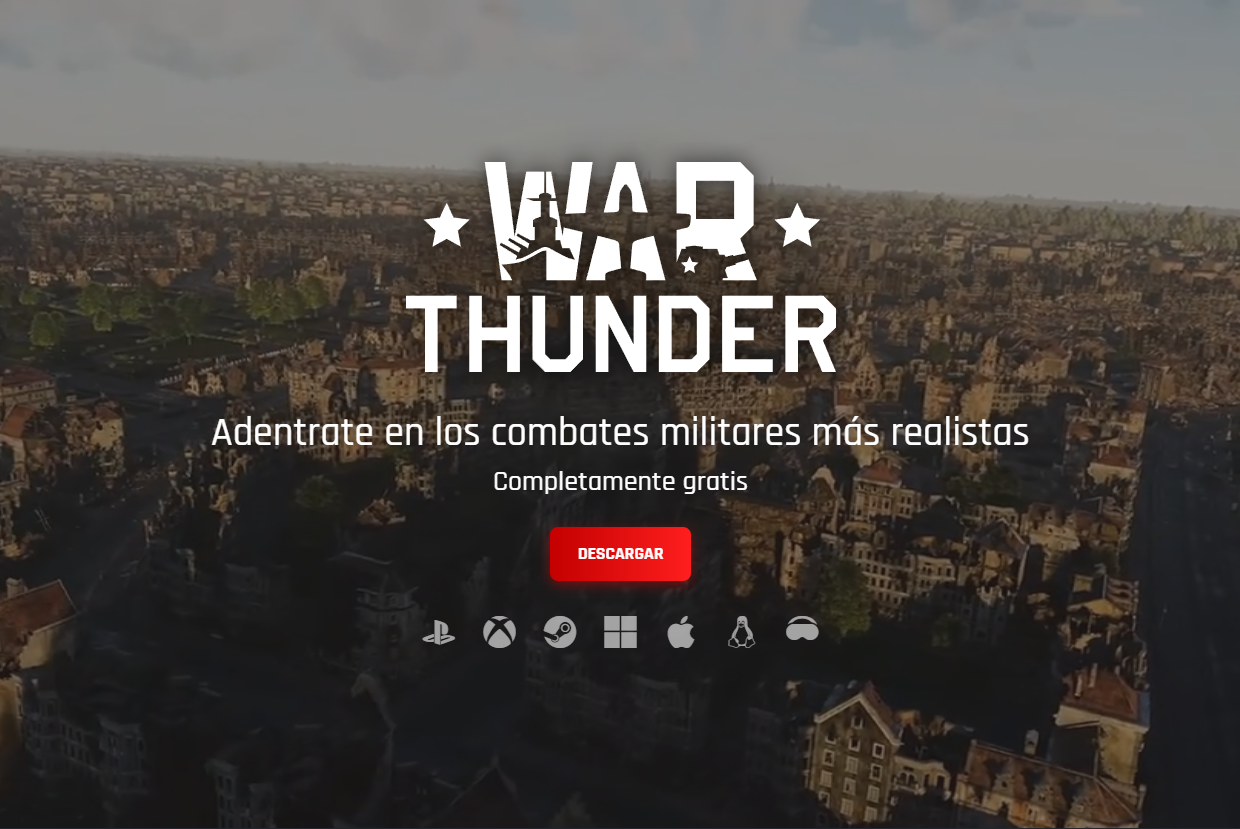 WAR
THUNDER
Adentrate en los combates militares más realistas
Completamente gratis
DESCARGAR